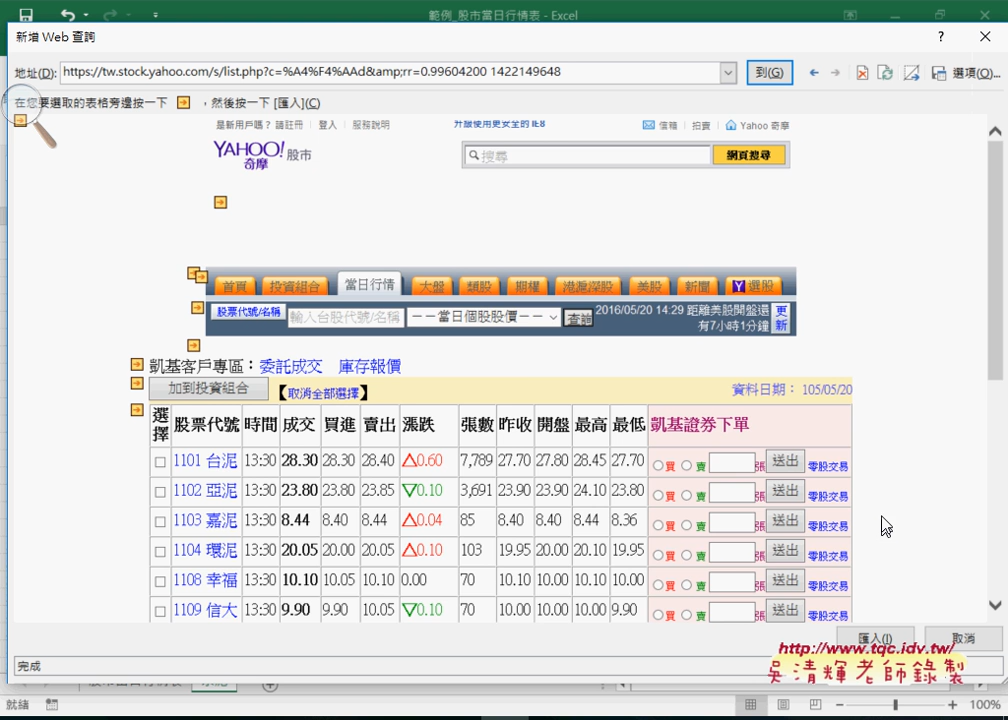 範例_股市當日行情表 - Excel
新增 Web 查詢
地址(D): https://tw.stock.yahoo.com/s/list.php?c=%A4%F4%AAd&amp;rr=0.99604200 1422149648 到(G) 選項(O)...
在您要選取的表格旁邊按一下 ，然後按一下 [匯入](C)
是新用戶嗎？ 請註冊 | 登入 | 服務說明 升級使用更安全的 IE8 信箱 | 拍賣 | Yahoo 奇摩
YAHOO! 股市
奇摩
搜尋 網頁搜尋
首頁 投資組合 當日行情 大盤 類股 期權 港滬深股 美股 新聞 Y 選股
股票代號/名稱 輸入台股代號/名稱 －－當日個股股價－－ 查詢 2016/05/20 14:29 距離美股開盤還有7小時1分鐘 更新
凱基客戶專區：委託成交 庫存報價
加到投資組合 【取消全部選擇】 資料日期： 105/05/20
選擇 股票代號 時間 成交 買進 賣出 漲跌 張數 昨收 開盤 最高 最低 凱基證券下單
1101 台泥 13:30 28.30 28.30 28.40 △0.60 7,789 27.70 27.80 28.45 27.70 買 賣 張 送出 零股交易
1102 亞泥 13:30 23.80 23.80 23.85 ▽0.10 3,691 23.90 23.90 24.10 23.80 買 賣 張 送出 零股交易
1103 嘉泥 13:30 8.44 8.40 8.44 △0.04 85 8.40 8.40 8.44 8.36 買 賣 張 送出 零股交易
1104 環泥 13:30 20.05 20.00 20.05 △0.10 103 19.95 20.00 20.10 19.95 買 賣 張 送出 零股交易
1108 幸福 13:30 10.10 10.05 10.10 0.00 70 10.10 10.00 10.10 10.00 買 賣 張 送出 零股交易
1109 信大 13:30 9.90 9.90 10.05 ▽0.10 70 10.00 10.00 10.00 9.90 買 賣 張 送出 零股交易
匯入(I) 取消
http://www.tqc.idv.tw/
吳清輝老師錄製
完成
就緒 100%